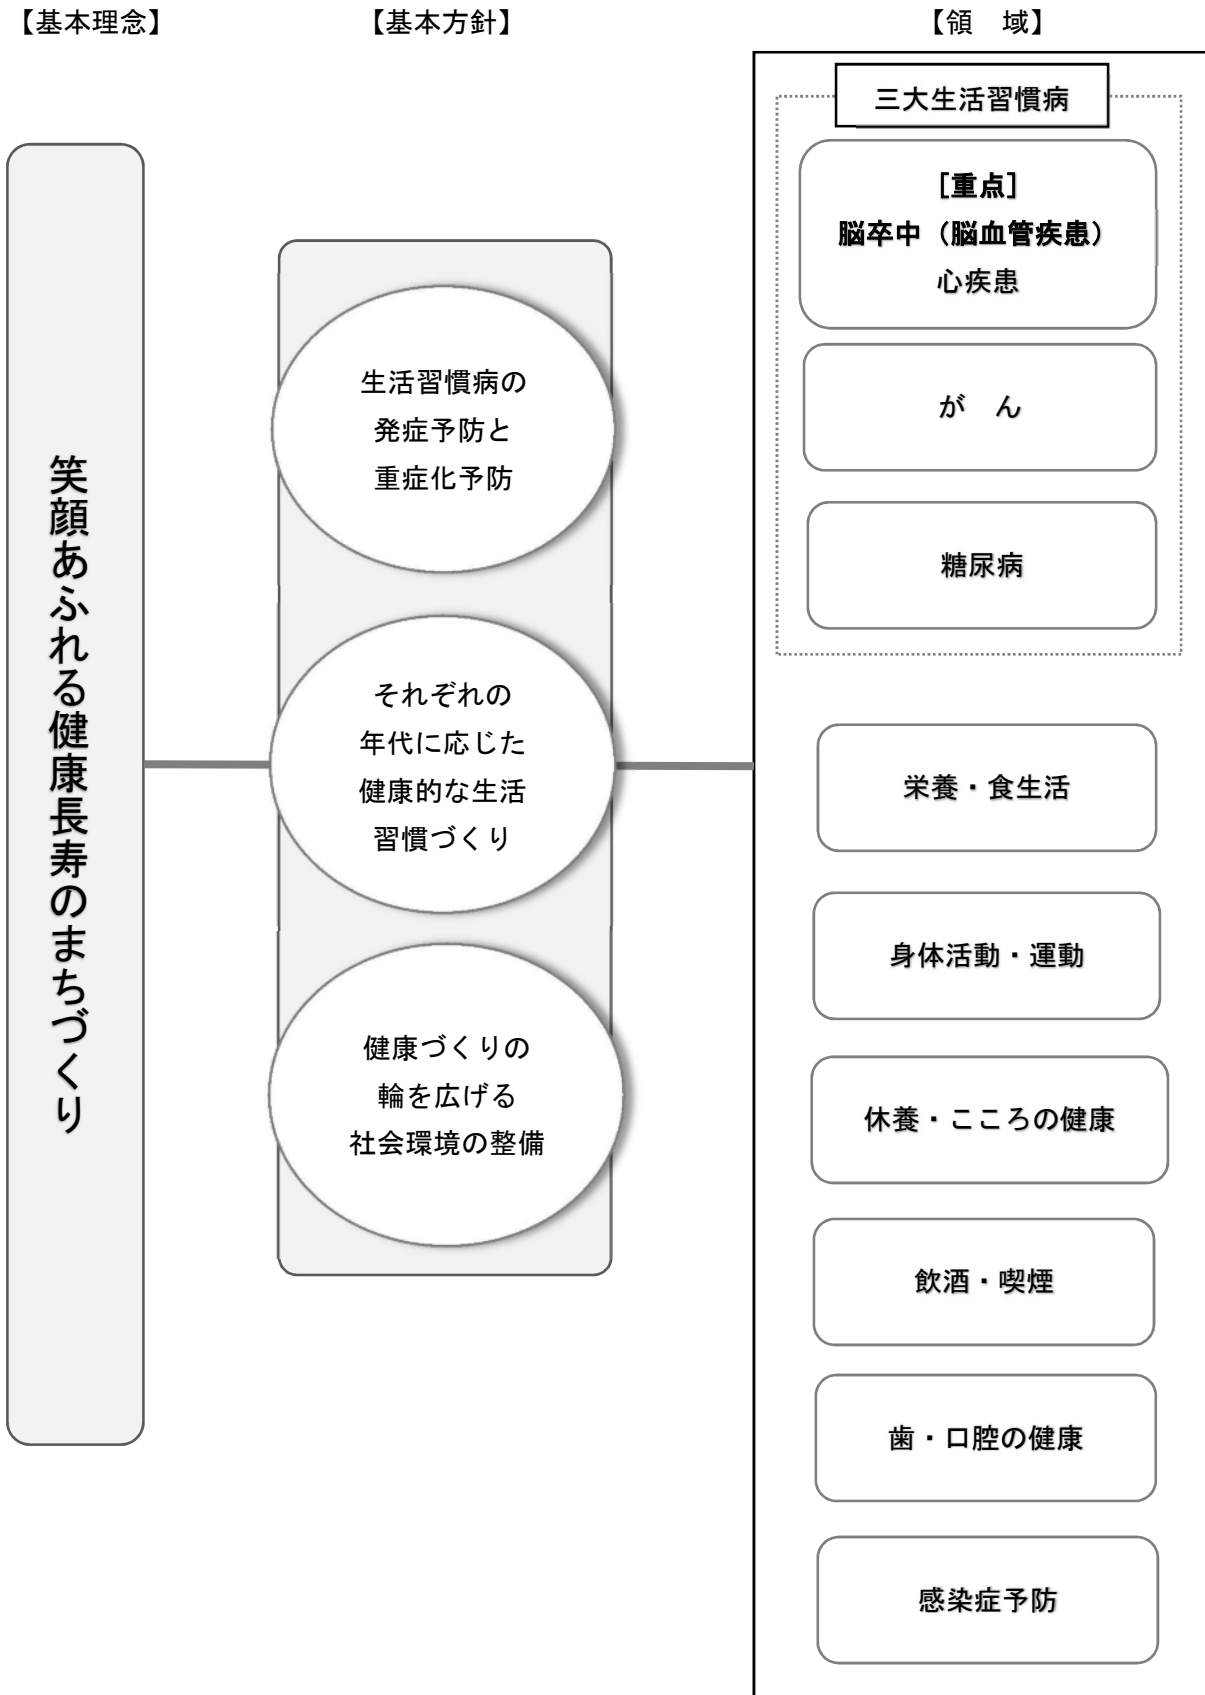 【基本理念】
【基本方針】
【領　域】
笑顔あふれる健康長寿のまちづくり
生活習慣病の
発症予防と
重症化予防
それぞれの
年代に応じた
健康的な生活
習慣づくり
健康づくりの
輪を広げる
社会環境の整備
三大生活習慣病
［重点］
脳卒中（脳血管疾患）
心疾患
が　ん
糖尿病
栄養・食生活
身体活動・運動
休養・こころの健康
飲酒・喫煙
歯・口腔の健康
感染症予防